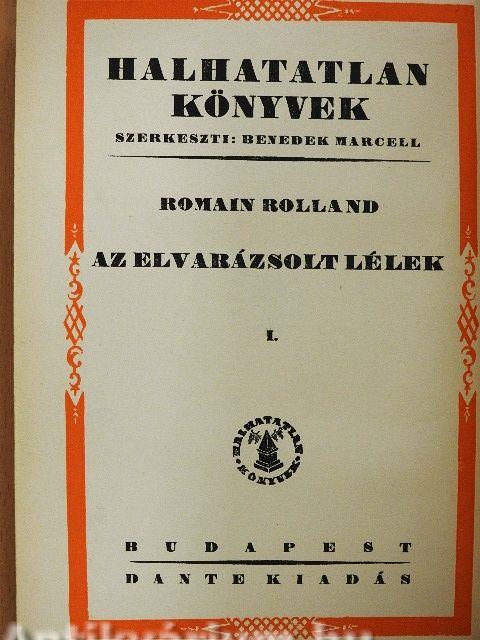 HALHATATLAN
KÖNYVEK
SZERKESZTI: BENEDEK MARCELL
ROMAIN ROLLAND
AZ ELVARÁZSOLT LÉLEK
I.
HALHATATLAN
KÖNYVEK
BUDAPEST
DANTE KIADÁS